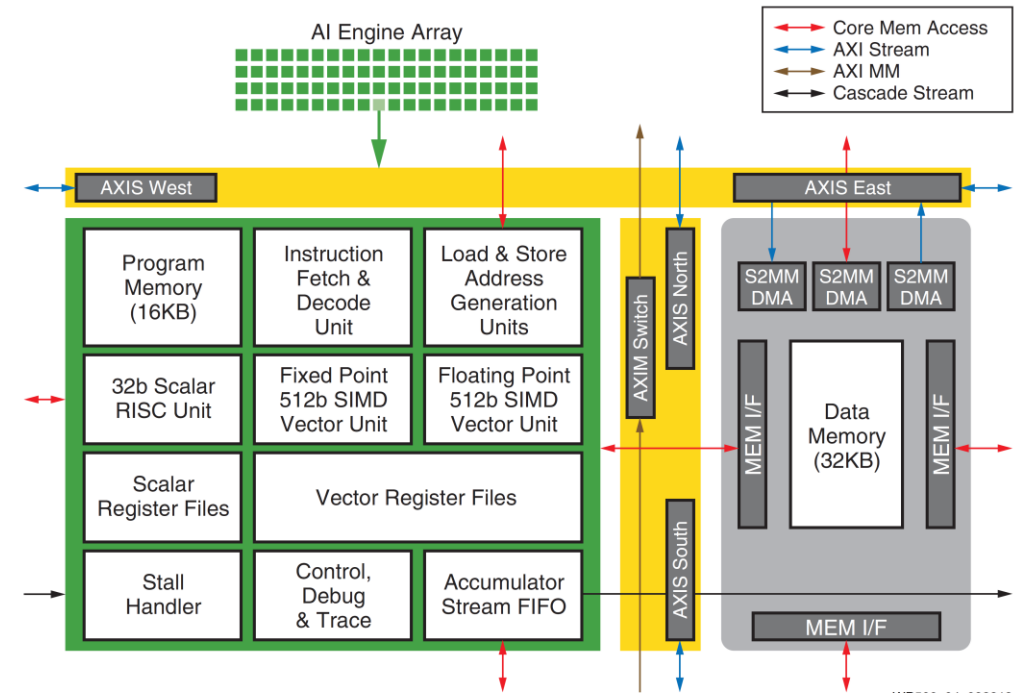 AI Engine Array
Core Mem Access
AXI Stream
AXI MM
Cascade Stream
AXIS West
AXIS East
Program
Memory
(16KB)
Instruction
Fetch &
Decode
Unit
Load & Store
Address
Generation
Units
32b Scalar
RISC Unit
Fixed Point
512b SIMD
Vector Unit
Floating Point
512b SIMD
Vector Unit
Scalar
Register Files
Vector Register Files
Stall
Handler
Control,
Debug
& Trace
Accumulator
Stream FIFO
AXIM Switch
AXIS North
AXIS South
S2MM
DMA
S2MM
DMA
S2MM
DMA
MEM I/F
Data
Memory
(32KB)
MEM I/F
MEM I/F